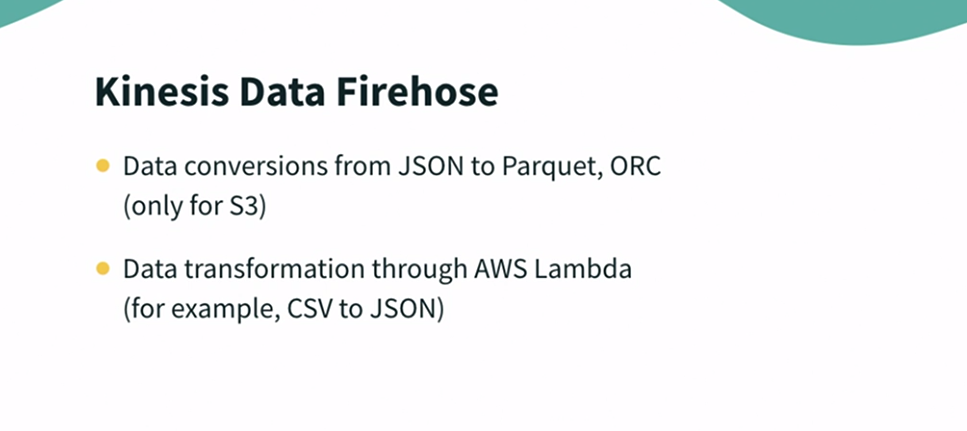 Kinesis Data Firehose
Data conversions from JSON to Parquet, ORC
(only for S3)
Data transformation through AWS Lambda
(for example, CSV to JSON)